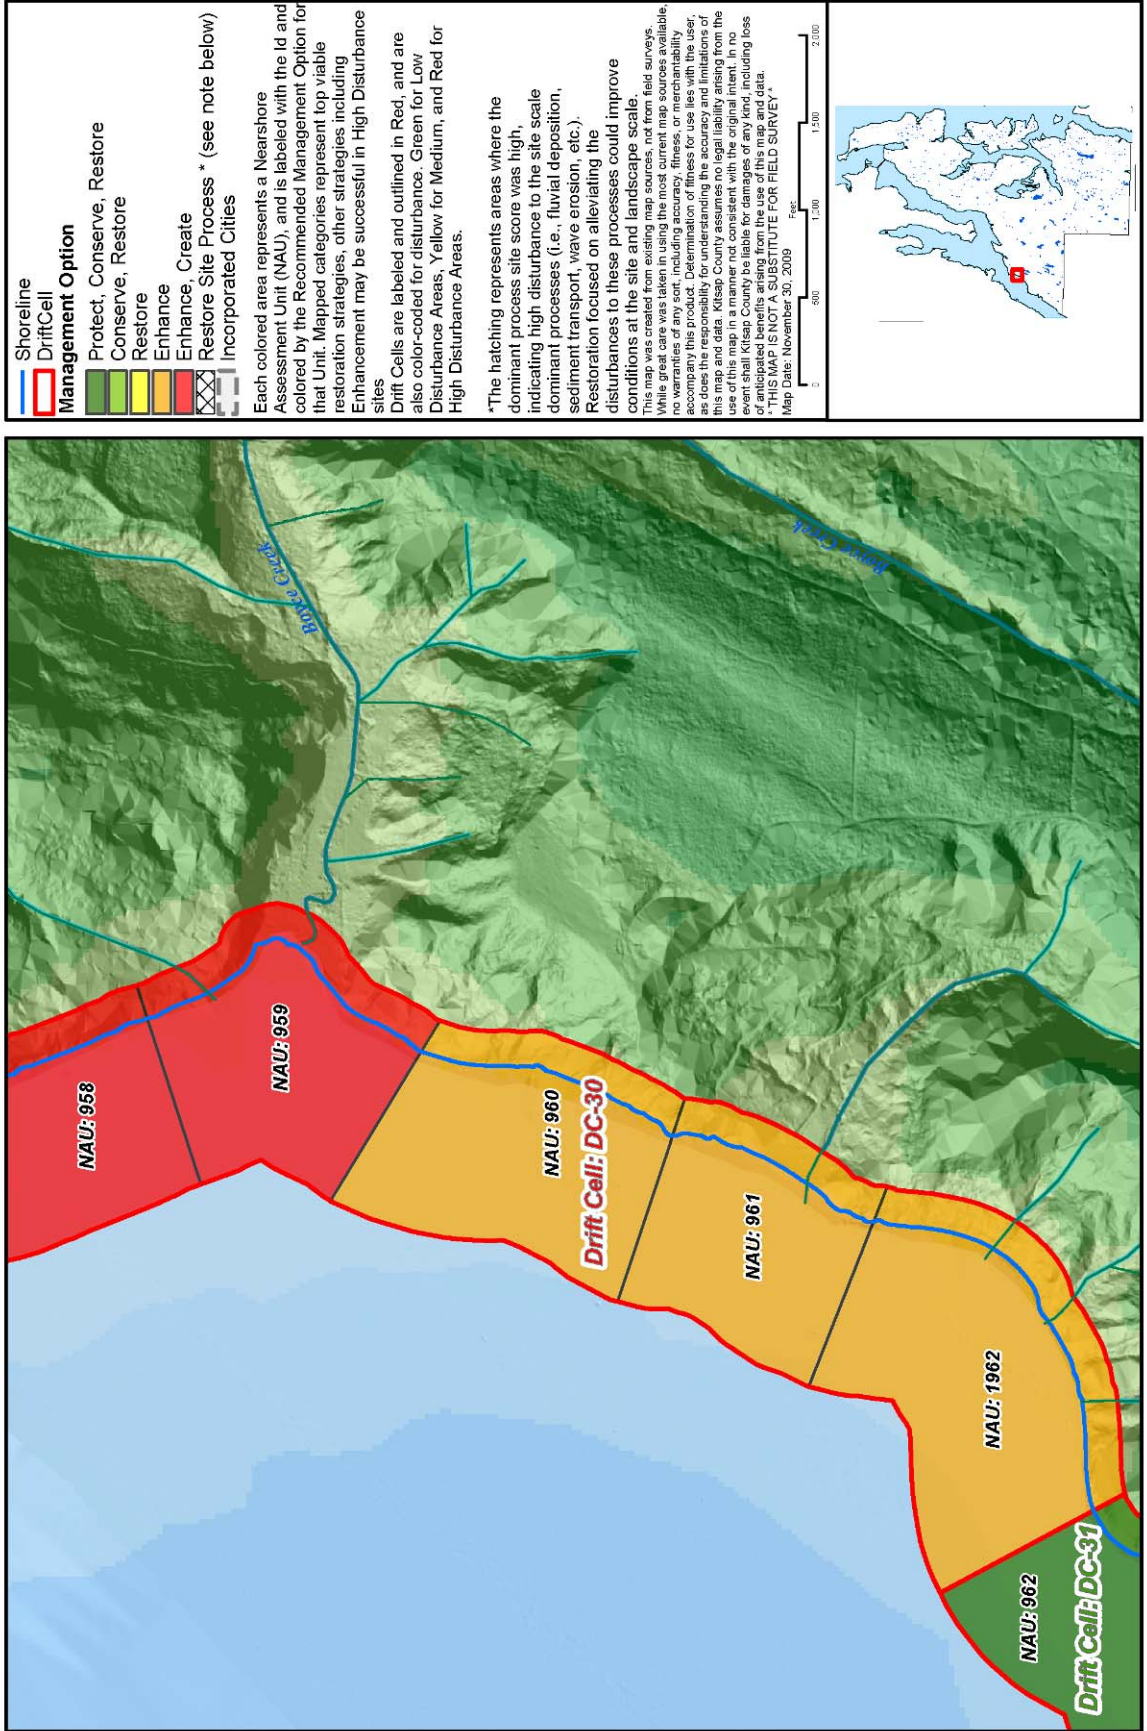 Shoreline
DriftCell
Management Option
Protect, Conserve, Restore
Conserve, Restore
Restore
Enhance
Enhance, Create
Restore Site Process * (see note below)
Incorporated Cities
Each colored area represents a Nearshore
Assessment Unit (NAU), and is labeled with the Id and
colored by the Recommended Management Option for
that Unit. Mapped categories represent top viable
restoration strategies, other strategies including
Enhancement may be successful in High Disturbance
sites
Drift Cells are labeled and outlined in Red, and are
also color-coded for disturbance. Green for Low
Disturbance Areas, Yellow for Medium, and Red for
High Disturbance Areas.
*The hatching represents areas where the
dominant process site score was high,
indicating high disturbance to the site scale
dominant processes (i.e., fluvial deposition,
sediment transport, wave erosion, etc.).
Restoration focused on alleviating the
disturbances to these processes could improve
conditions at the site and landscape scale.
This map was created from existing map sources, not from field surveys.
While great care was taken in using the most current map sources available,
no warranties of any sort, including accuracy, fitness, or merchantability
accompany this product. Determination of fitness for use lies with the user,
as does the responsiblity for understanding the accuracy and limitations of
this map and data. Kitsap County assumes no legal liability arising from the
use of this map in a manner not consistent with the original intent. In no
event shall Kitsap County be liable for damages of any kind, including loss
of anticipated benefits arising from the use of this map and data.
* THIS MAP IS NOT A SUBSTITUTE FOR FIELD SURVEY *
Map Date: November 30, 2009
Feet
0 500 1,000 1,500 2,000
NAU: 958
NAU: 959
NAU: 960
Drift Cell: DC-30
NAU: 961
NAU: 1962
NAU: 962
Drift Cell: DC-31
Boyce Creek
Boyce Creek